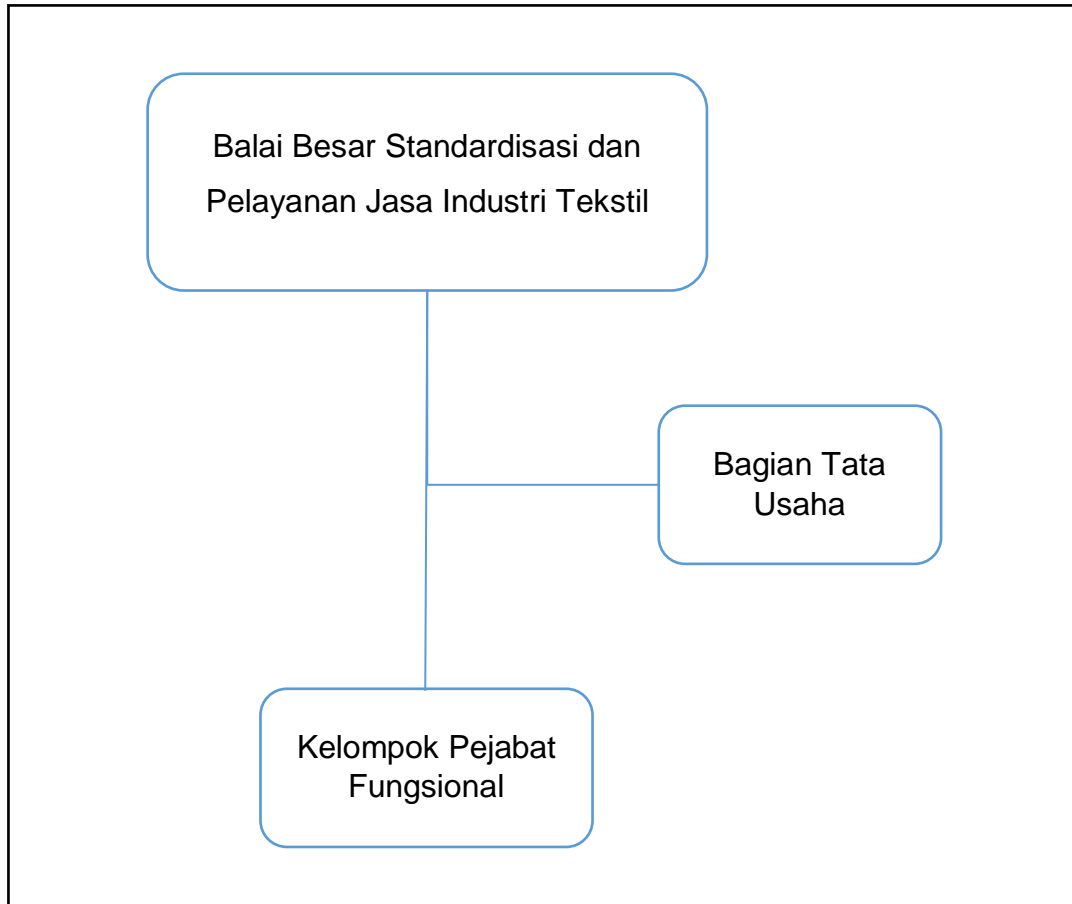 Balai Besar Standardisasi dan
Pelayanan Jasa Industri Tekstil
Bagian Tata
Usaha
Kelompok Pejabat
Fungsional